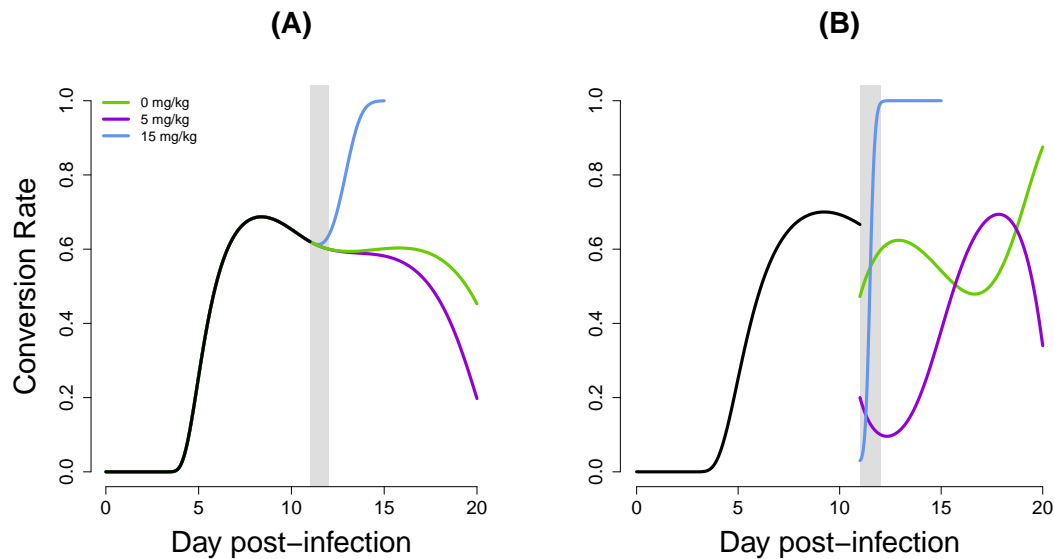 (A)
0 mg/kg
5 mg/kg
15 mg/kg
Conversion Rate
0.0 0.2 0.4 0.6 0.8 1.0
0 5 10 15 20
Day post−infection
(B)
0.0 0.2 0.4 0.6 0.8 1.0
0 5 10 15 20
Day post−infection